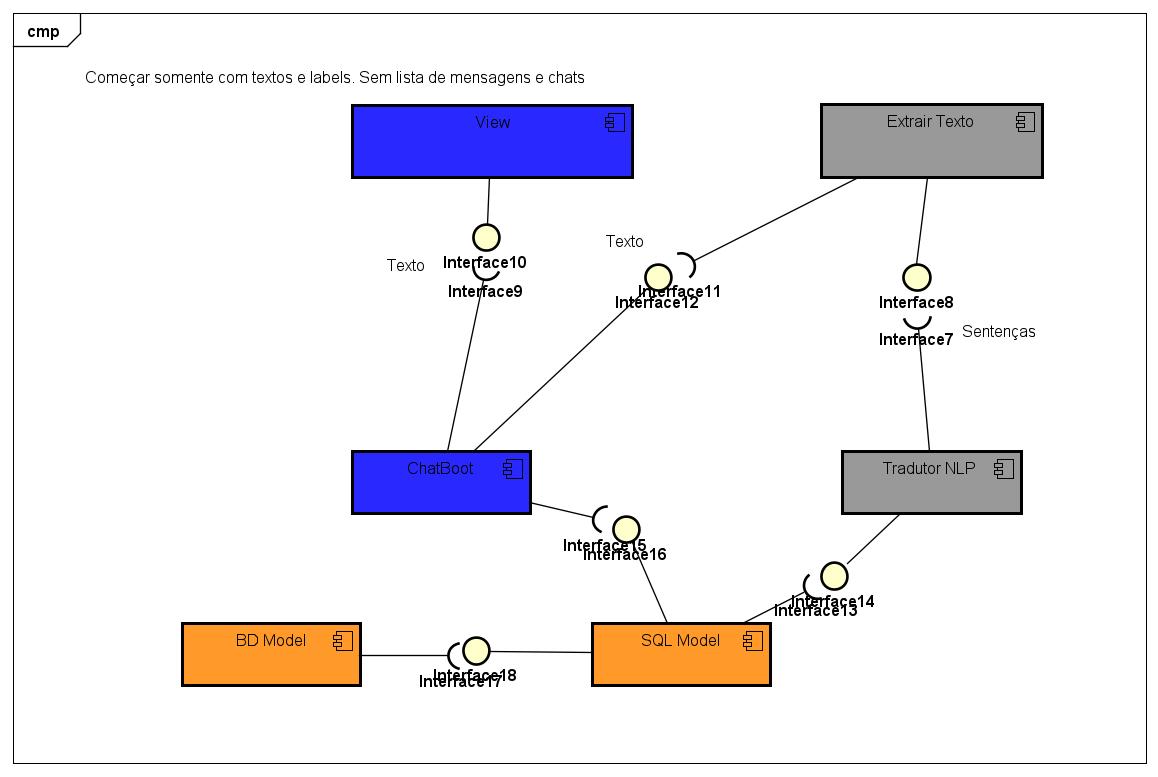 cmp
Começar somente com textos e labels. Sem lista de mensagens e chats
View
Extrair Texto
Texto
Interface10
Interface9
Texto
Interface11
Interface12
Interface8
Interface7
Sentenças
ChatBoot
Tradutor NLP
Interface15
Interface16
Interface14
Interface13
BD Model
SQL Model
Interface18
Interface17